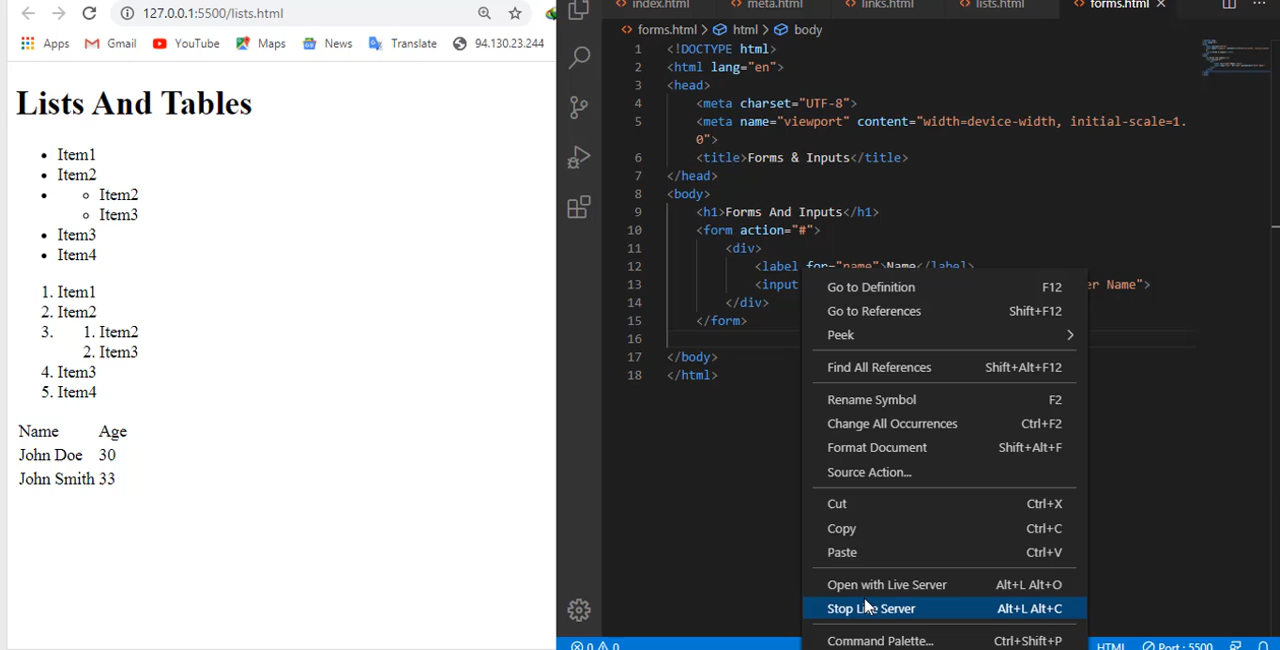 127.0.0.1:5500/lists.html
Apps Gmail YouTube Maps News Translate 94.130.23.244
Lists And Tables
Item1
Item2
Item2
Item3
Item3
Item4
1. Item1
2. Item2
3. 1. Item2
2. Item3
4. Item3
5. Item4
Name Age
John Doe 30
John Smith 33
index.html meta.html links.html lists.html forms.html
forms.html > html > body
1 <!DOCTYPE html>
2 <html lang="en">
3 <head>
4 <meta charset="UTF-8">
5 <meta name="viewport" content="width=device-width, initial-scale=1.
0">
6 <title>Forms & Inputs</title>
7 </head>
8 <body>
9 <h1>Forms And Inputs</h1>
10 <form action="#">
11 <div>
12 <label for="name">Name</label>
13 <input er Name">
14 </div>
15 </form>
16
17 </body>
18 </html>
Go to Definition F12
Go to References Shift+F12
Peek
Find All References Shift+Alt+F12
Rename Symbol F2
Change All Occurrences Ctrl+F2
Format Document Shift+Alt+F
Source Action...
Cut Ctrl+X
Copy Ctrl+C
Paste Ctrl+V
Open with Live Server Alt+L Alt+O
Stop Live Server Alt+L Alt+C
Command Palette... Ctrl+Shift+P
0 0 HTML Port : 5500